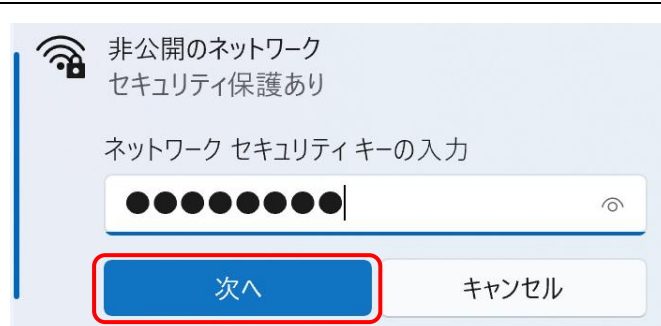 非公開のネットワーク
セキュリティ保護あり
ネットワーク セキュリティ キーの入力
●●●●●●●●
次へ
キャンセル